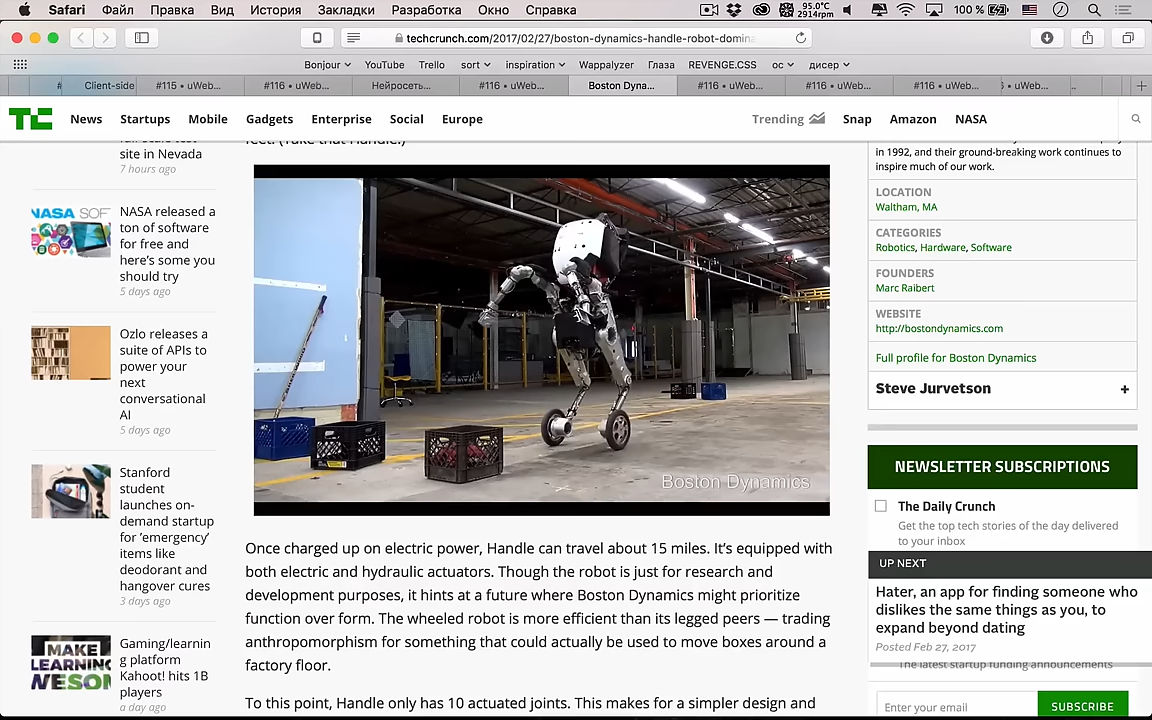 Safari Файл Правка Вид История Закладки Разработка Окно Справка 95.0°C 2914rpm 100 %
techcrunch.com/2017/02/27/boston-dynamics-handle-robot-domina
Bonjour YouTube Trello sort inspiration Wappalyzer Глаза REVENGE.CSS ос дисер
# Client-side #115 • uWeb... #116 • uWeb... Нейросеть... #116 • uWeb... Boston Dyna... #116 • uWeb... #116 • uWeb... #116 • uWeb... • uWeb...
TC News Startups Mobile Gadgets Enterprise Social Europe Trending Snap Amazon NASA
full-scale test
site in Nevada
7 hours ago
NASA SOF
NASA released a
ton of software
for free and
here's some you
should try
5 days ago
Ozlo releases a
suite of APIs to
power your
next
conversational
AI
5 days ago
Stanford
student
launches on-
demand startup
for 'emergency'
items like
deodorant and
hangover cures
3 days ago
MAKE
LEARNING
AWESOM
Gaming/learnin
g platform
Kahoot! hits 1B
players
a day ago
feet. (Take that Handle!)
Boston Dynamics
Once charged up on electric power, Handle can travel about 15 miles. It's equipped with
both electric and hydraulic actuators. Though the robot is just for research and
development purposes, it hints at a future where Boston Dynamics might prioritize
function over form. The wheeled robot is more efficient than its legged peers — trading
anthropomorphism for something that could actually be used to move boxes around a
factory floor.
To this point, Handle only has 10 actuated joints. This makes for a simpler design and
in 1992, and their ground-breaking work continues to
inspire much of our work.
LOCATION
Waltham, MA
CATEGORIES
Robotics, Hardware, Software
FOUNDERS
Marc Raibert
WEBSITE
http://bostondynamics.com
Full profile for Boston Dynamics
Steve Jurvetson +
NEWSLETTER SUBSCRIPTIONS
The Daily Crunch
Get the top tech stories of the day delivered
to your inbox
UP NEXT
Hater, an app for finding someone who
dislikes the same things as you, to
expand beyond dating
Posted Feb 27, 2017
The latest startup funding announcements
Enter your email SUBSCRIBE